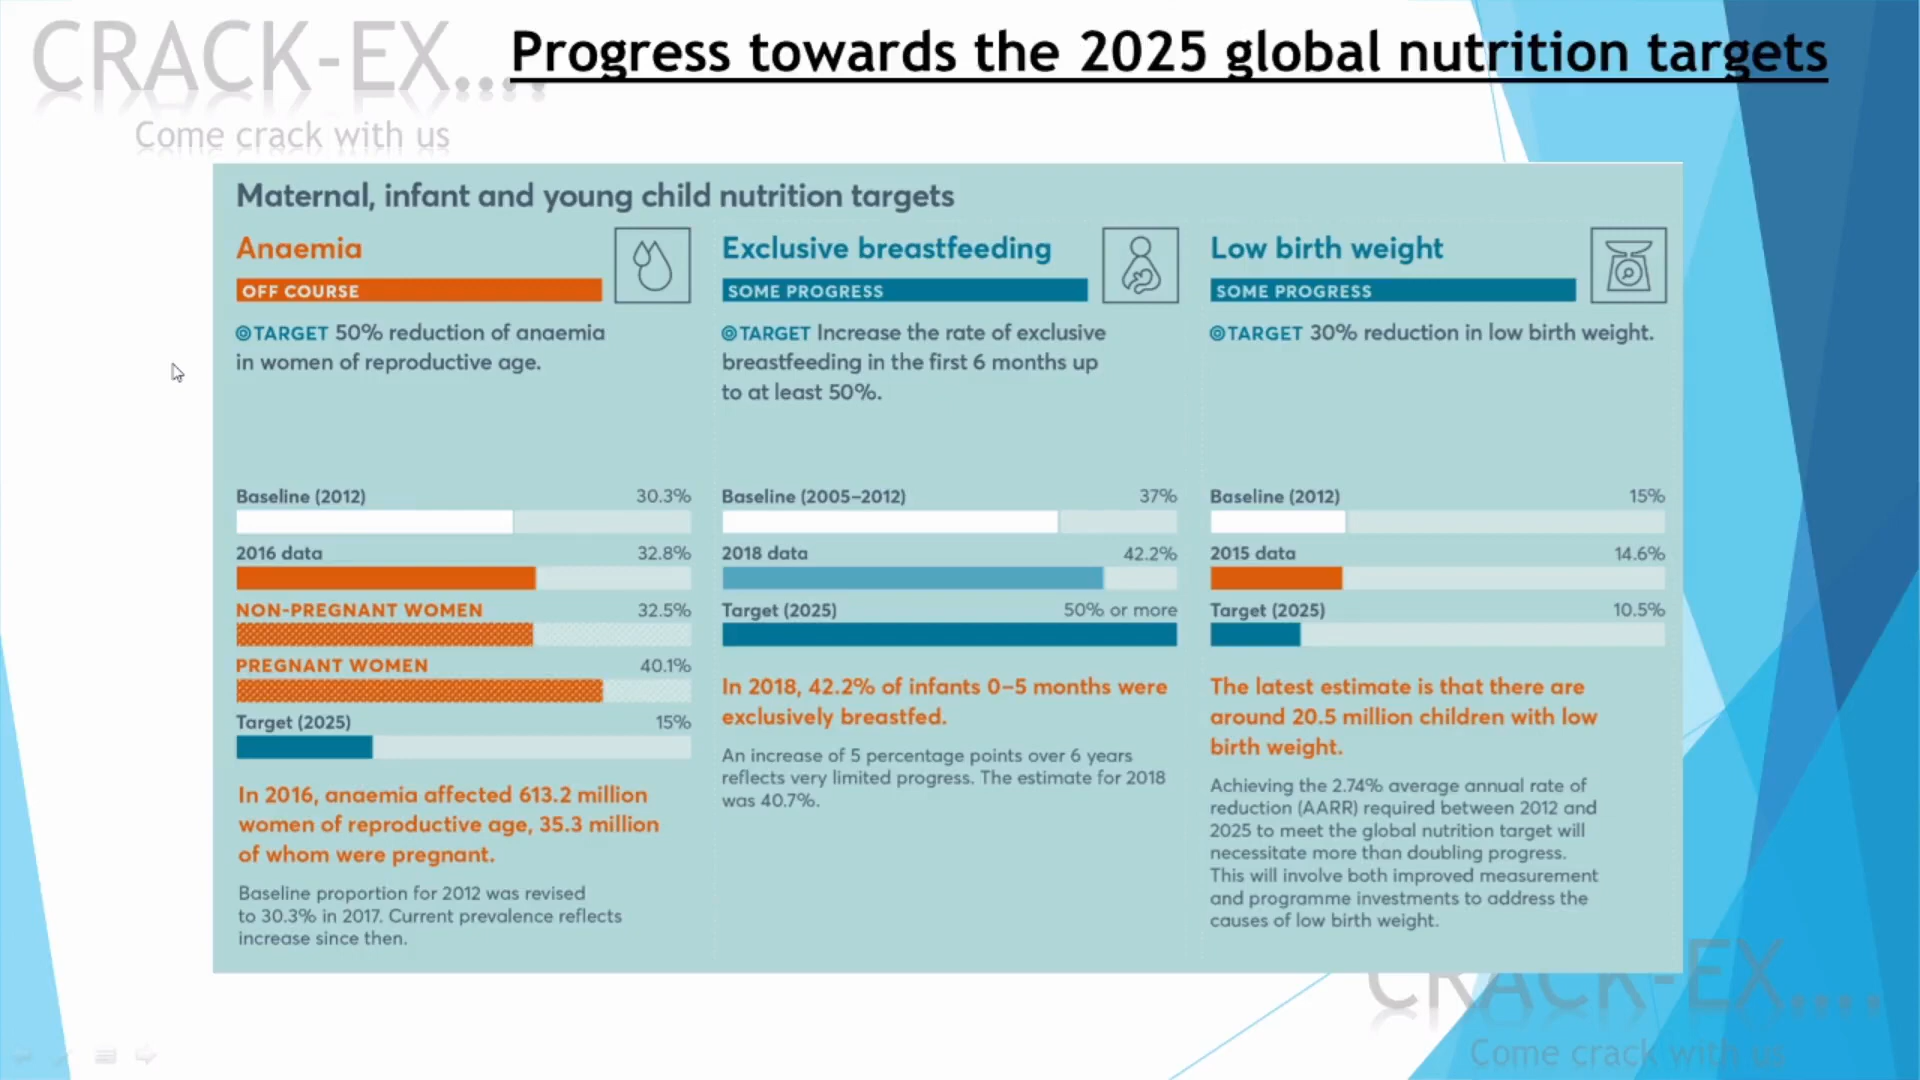 CRACK-EX....
Come crack with us
Progress towards the 2025 global nutrition targets
Maternal, infant and young child nutrition targets
Anaemia
OFF COURSE
TARGET 50% reduction of anaemia
in women of reproductive age.
Baseline (2012) 30.3%
2016 data 32.8%
NON-PREGNANT WOMEN 32.5%
PREGNANT WOMEN 40.1%
Target (2025) 15%
In 2016, anaemia affected 613.2 million
women of reproductive age, 35.3 million
of whom were pregnant.
Baseline proportion for 2012 was revised
to 30.3% in 2017. Current prevalence reflects
increase since then.
Exclusive breastfeeding
SOME PROGRESS
TARGET Increase the rate of exclusive
breastfeeding in the first 6 months up
to at least 50%.
Baseline (2005–2012) 37%
2018 data 42.2%
Target (2025) 50% or more
In 2018, 42.2% of infants 0–5 months were
exclusively breastfed.
An increase of 5 percentage points over 6 years
reflects very limited progress. The estimate for 2018
was 40.7%.
Low birth weight
SOME PROGRESS
TARGET 30% reduction in low birth weight.
Baseline (2012) 15%
2015 data 14.6%
Target (2025) 10.5%
The latest estimate is that there are
around 20.5 million children with low
birth weight.
Achieving the 2.74% average annual rate of
reduction (AARR) required between 2012 and
2025 to meet the global nutrition target will
necessitate more than doubling progress.
This will involve both improved measurement
and programme investments to address the
causes of low birth weight.
CRACK-EX....
Come crack with us